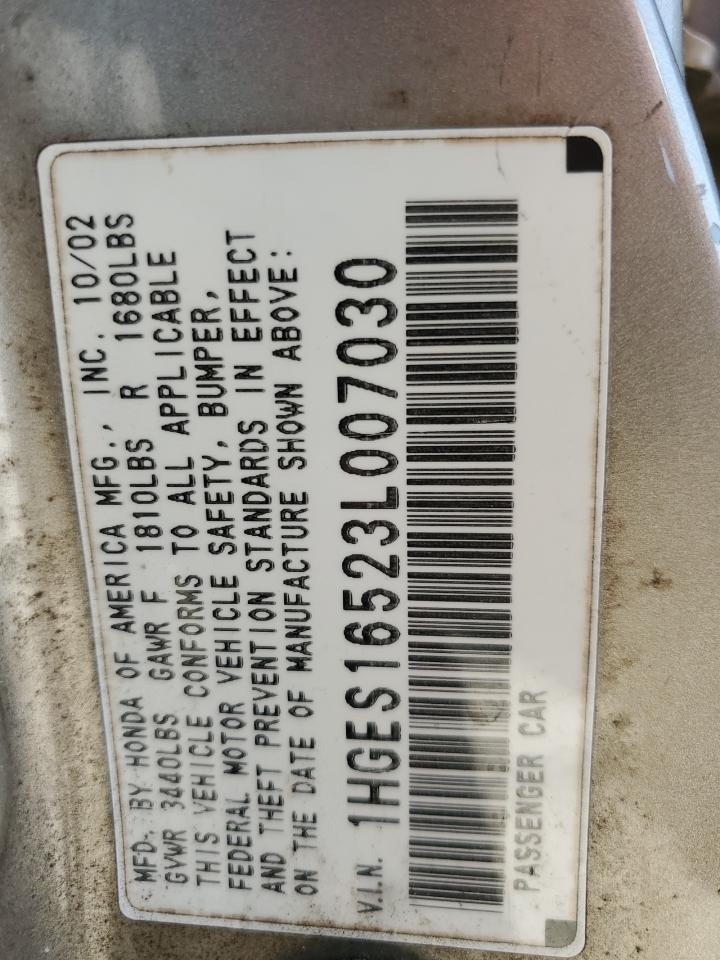 MFD. BY HONDA OF AMERICA MFG., INC. 10/02
GVWR 3440LBS GAWR F 1810LBS R 1680LBS
THIS VEHICLE CONFORMS TO ALL APPLICABLE
FEDERAL MOTOR VEHICLE SAFETY, BUMPER,
AND THEFT PREVENTION STANDARDS IN EFFECT
ON THE DATE OF MANUFACTURE SHOWN ABOVE:
V.I.N. 1HGES16523L007030
PASSENGER CAR